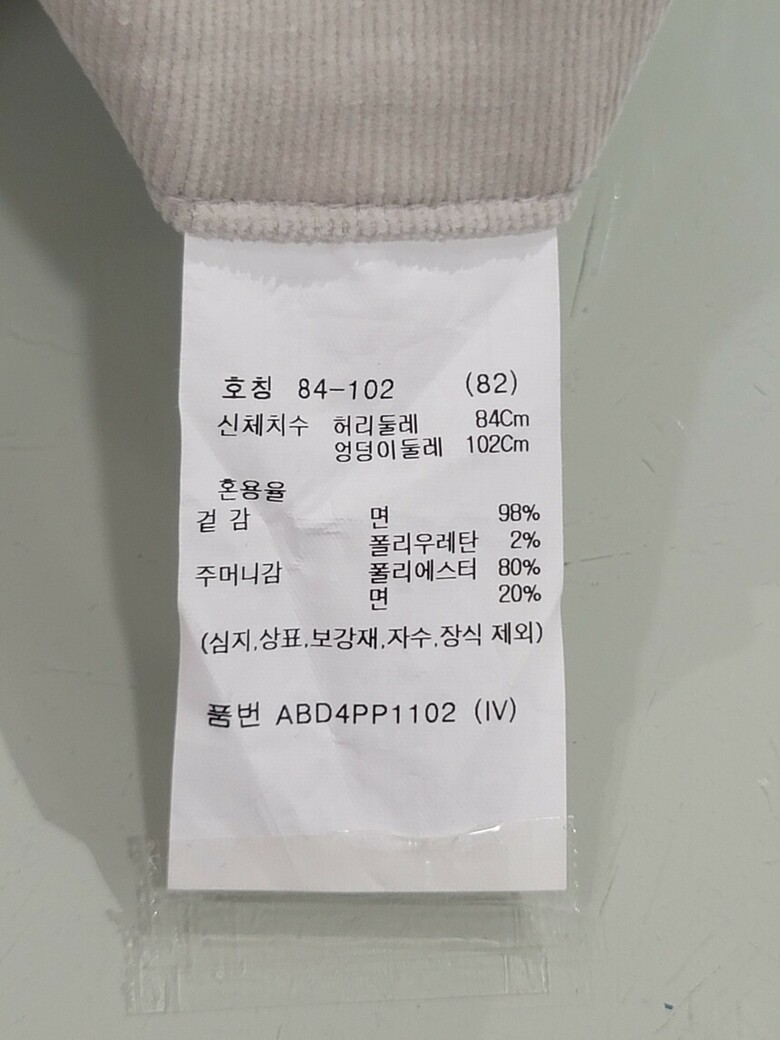 호칭 84-102 (82)
신체치수 허리둘레 84Cm
엉덩이둘레 102Cm
혼용율
겉 감 면 98%
폴리우레탄 2%
주머니감 폴리에스터 80%
면 20%
(심지,상표,보강재,자수,장식 제외)
품번 ABD4PP1102 (IV)